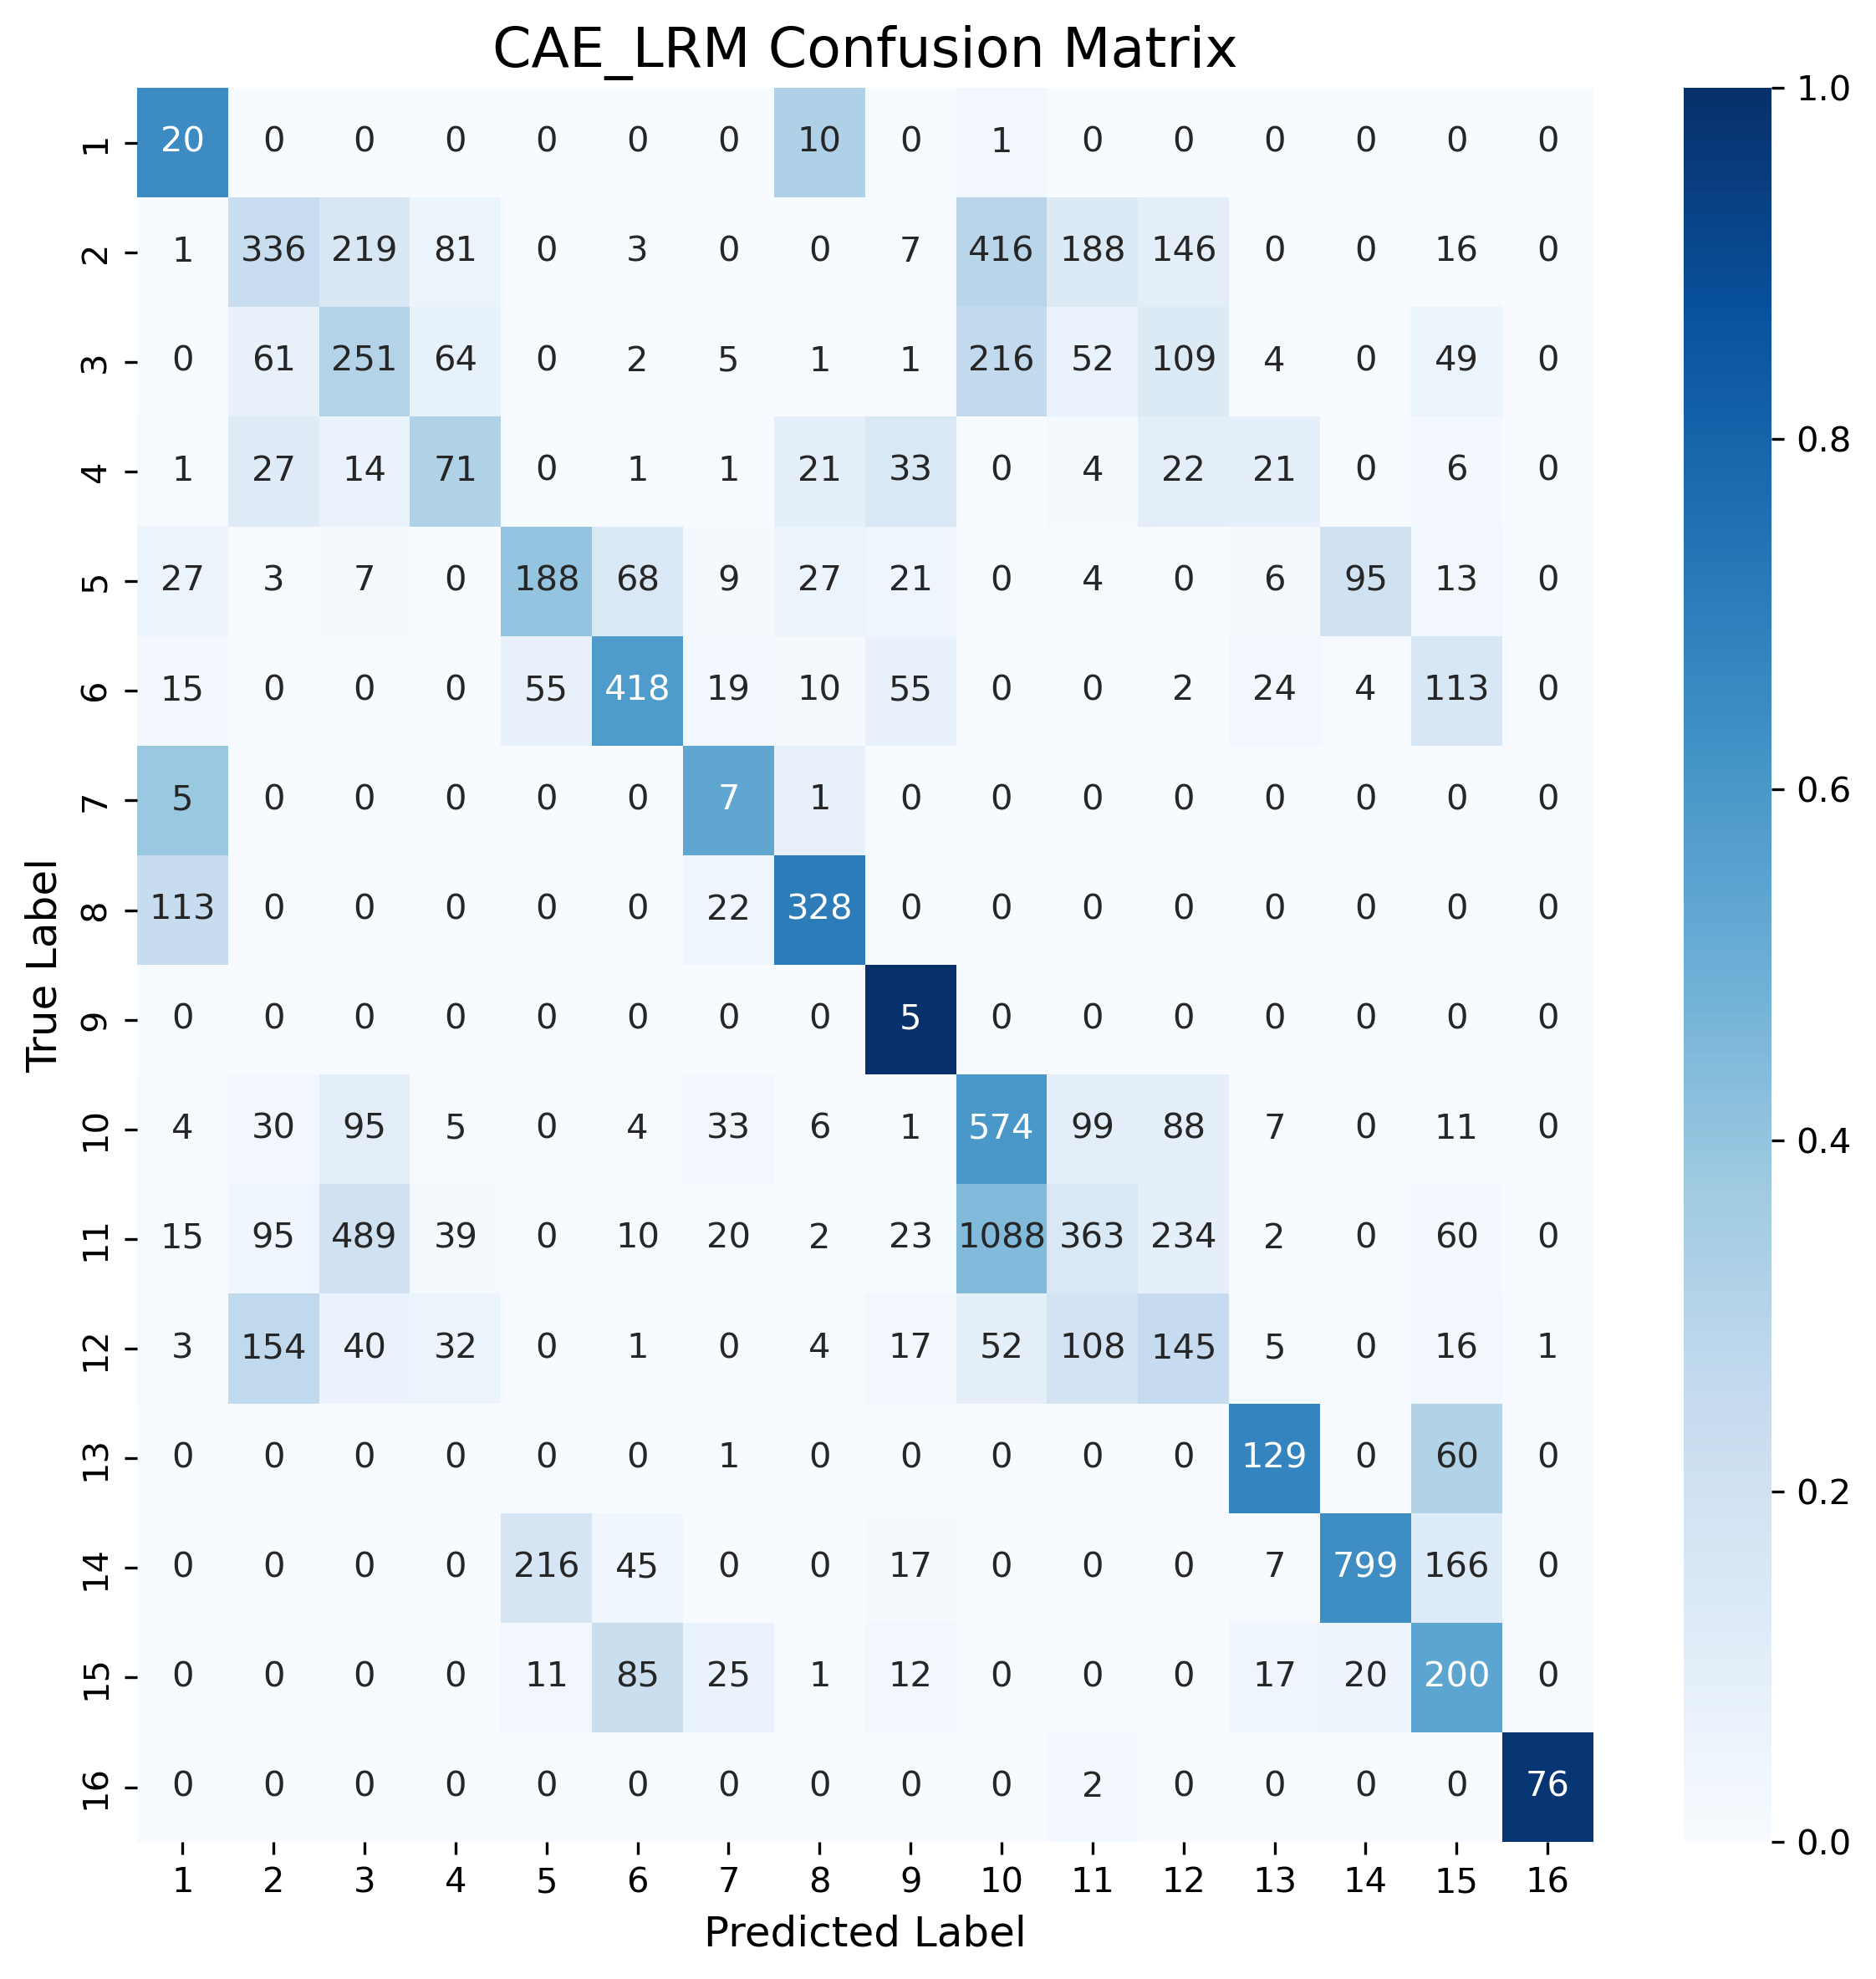 CAE_LRM Confusion Matrix
1 20 0 0 0 0 0 0 10 0 1 0 0 0 0 0 0
2 1 336 219 81 0 3 0 0 7 416 188 146 0 0 16 0
3 0 61 251 64 0 2 5 1 1 216 52 109 4 0 49 0
4 1 27 14 71 0 1 1 21 33 0 4 22 21 0 6 0
5 27 3 7 0 188 68 9 27 21 0 4 0 6 95 13 0
6 15 0 0 0 55 418 19 10 55 0 0 2 24 4 113 0
7 5 0 0 0 0 0 7 1 0 0 0 0 0 0 0 0
8 113 0 0 0 0 0 22 328 0 0 0 0 0 0 0 0
9 0 0 0 0 0 0 0 0 5 0 0 0 0 0 0 0
10 4 30 95 5 0 4 33 6 1 574 99 88 7 0 11 0
11 15 95 489 39 0 10 20 2 23 1088 363 234 2 0 60 0
12 3 154 40 32 0 1 0 4 17 52 108 145 5 0 16 1
13 0 0 0 0 0 0 1 0 0 0 0 0 129 0 60 0
14 0 0 0 0 216 45 0 0 17 0 0 0 7 799 166 0
15 0 0 0 0 11 85 25 1 12 0 0 0 17 20 200 0
16 0 0 0 0 0 0 0 0 0 0 2 0 0 0 0 76
1 2 3 4 5 6 7 8 9 10 11 12 13 14 15 16
Predicted Label
True Label
1.0
0.8
0.6
0.4
0.2
0.0